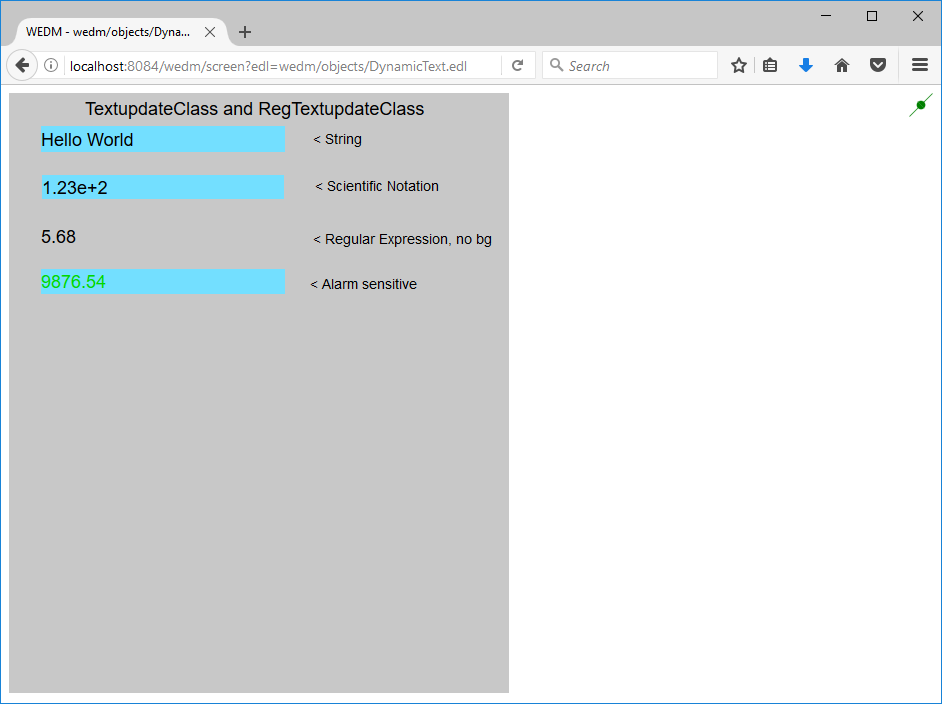 WEDM - wedm/objects/Dyna...
localhost:8084/wedm/screen?edl=wedm/objects/DynamicText.edl
Search
TextupdateClass and RegTextupdateClass
Hello World < String
1.23e+2 < Scientific Notation
5.68 < Regular Expression, no bg
9876.54 < Alarm sensitive